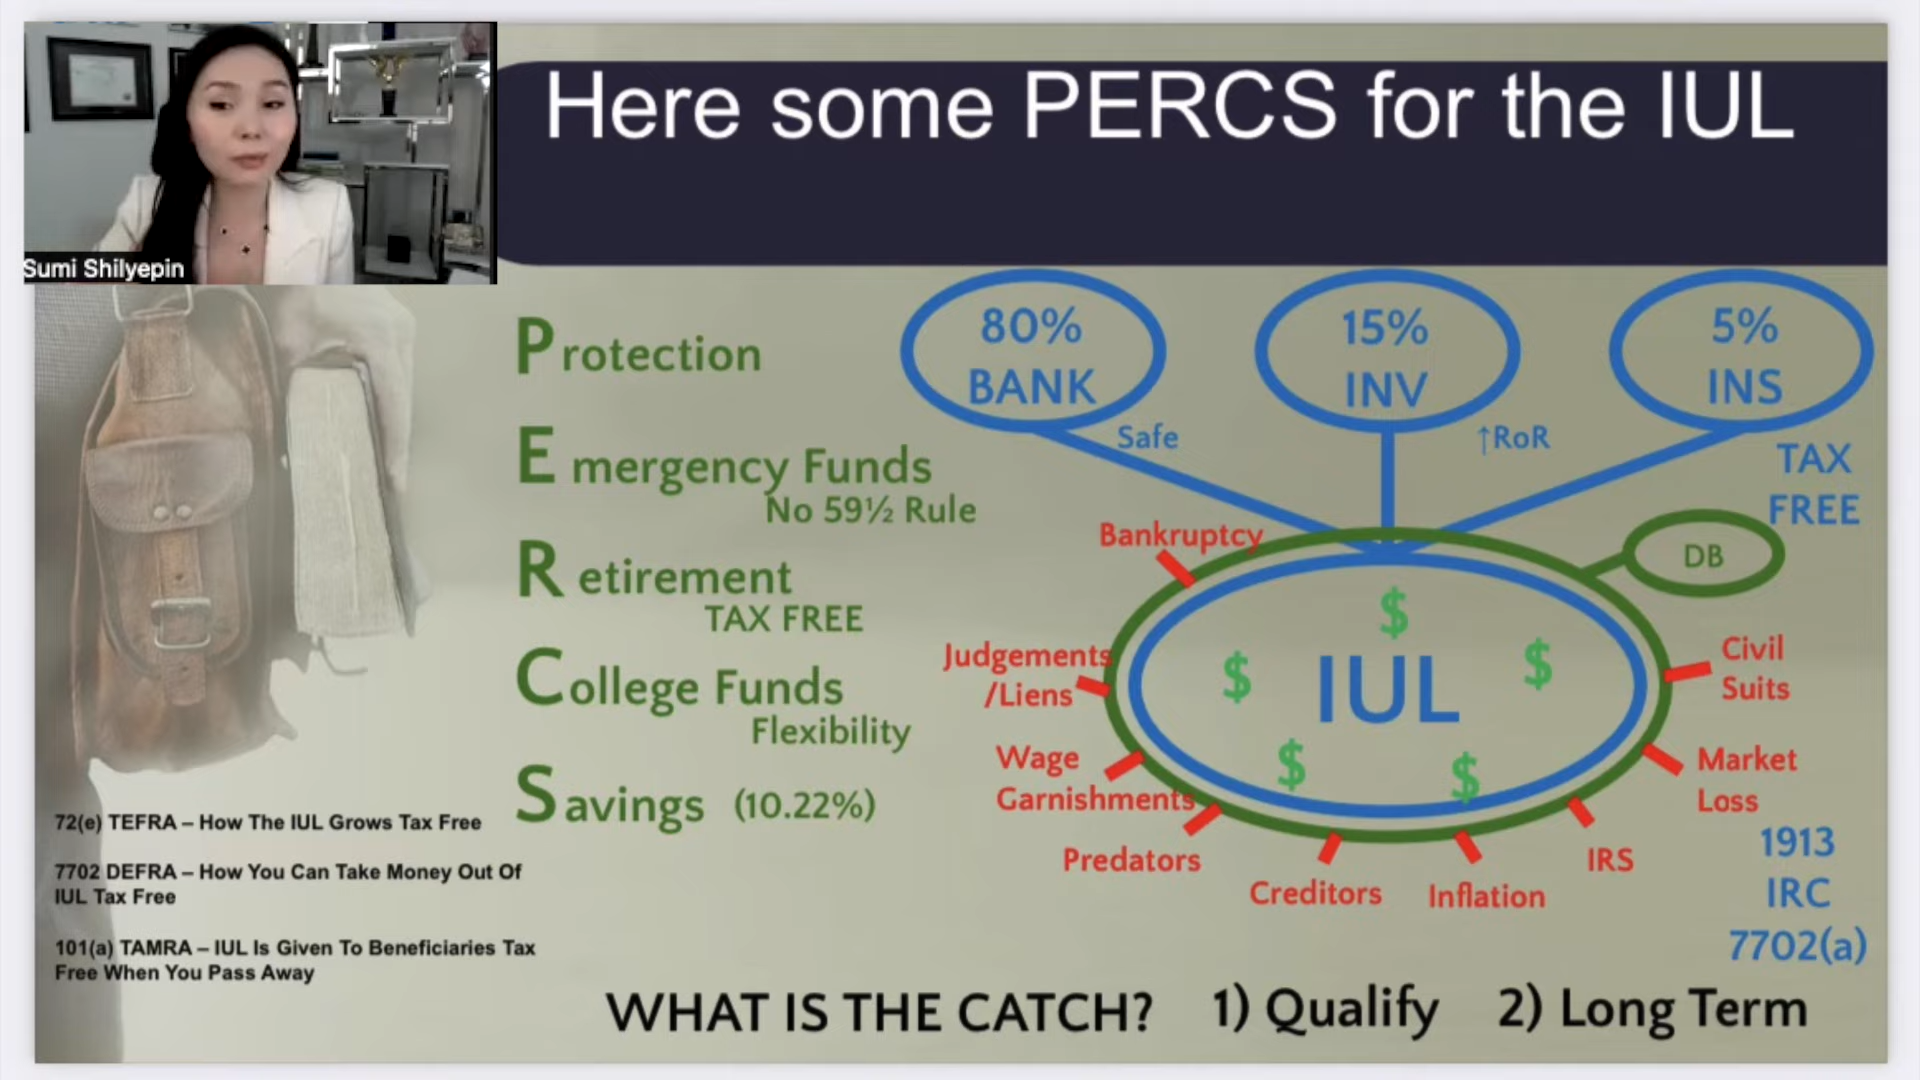 Here some PERCS for the IUL
Sumi Shilyepin
Protection
Emergency Funds
No 59½ Rule
Retirement
TAX FREE
College Funds
Flexibility
Savings (10.22%)
80%
BANK
Safe
15%
INV
↑RoR
5%
INS
TAX
FREE
DB
Bankruptcy
Judgements
/Liens
Wage
Garnishments
Predators
Creditors
Inflation
IRS
Market
Loss
Civil
Suits
$
$
$
IUL
$
$
1913
IRC
7702(a)
72(e) TEFRA – How The IUL Grows Tax Free
7702 DEFRA – How You Can Take Money Out Of
IUL Tax Free
101(a) TAMRA – IUL Is Given To Beneficiaries Tax
Free When You Pass Away
WHAT IS THE CATCH? 1) Qualify 2) Long Term